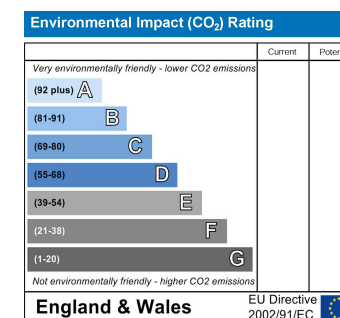 Environmental Impact (CO₂) Rating
Current Poten
Very environmentally friendly - lower CO2 emissions
(92 plus) A
(81-91) B
(69-80) C
(55-68) D
(39-54) E
(21-38) F
(1-20) G
Not environmentally friendly - higher CO2 emissions
England & Wales
EU Directive
2002/91/EC